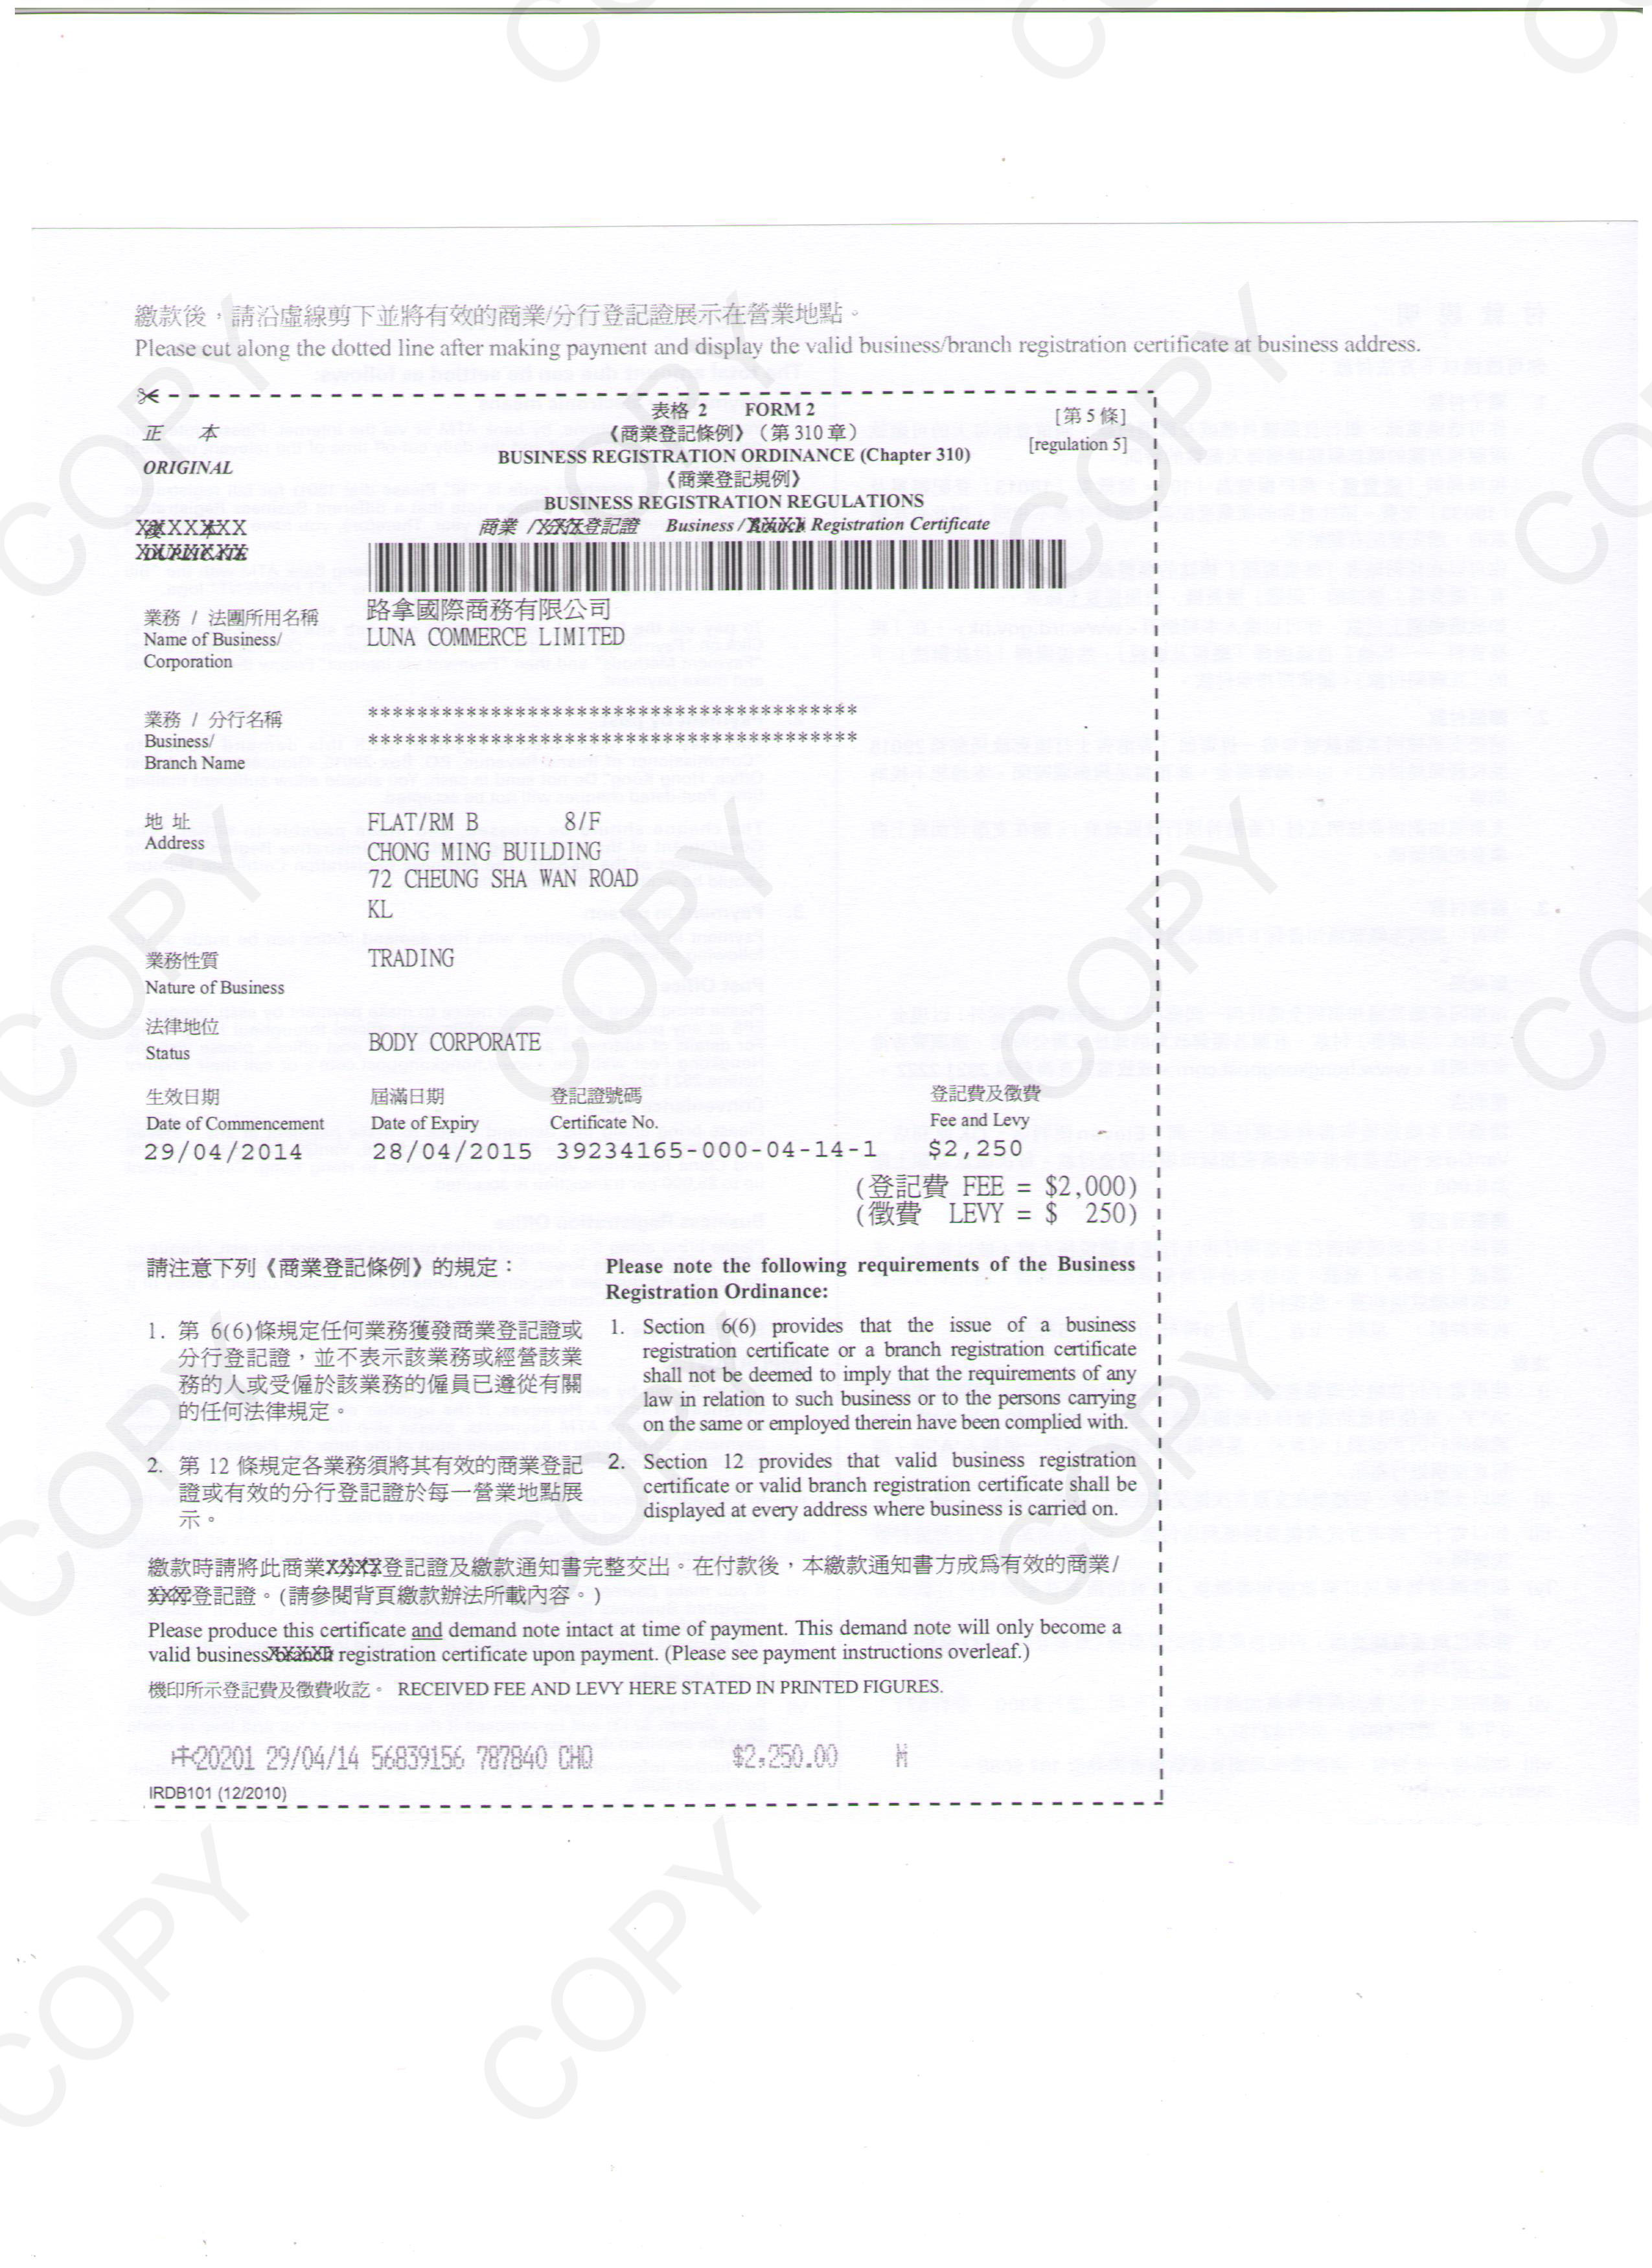 繳款後，請沿虛線剪下並將有效的商業/分行登記證展示在營業地點。
Please cut along the dotted line after making payment and display the valid business/branch registration certificate at business address.
表格 2 FORM 2
[第 5 條]
正 本
《商業登記條例》（第 310 章）
[regulation 5]
ORIGINAL
BUSINESS REGISTRATION ORDINANCE (Chapter 310)
《商業登記規例》
BUSINESS REGISTRATION REGULATIONS
商業 / 登記證 Business / Branch Registration Certificate
DUPLICATE
業務 / 法團所用名稱
Name of Business/
Corporation
路拿國際商務有限公司
LUNA COMMERCE LIMITED
業務 / 分行名稱
Business/
Branch Name
****************************************
****************************************
地 址
Address
FLAT/RM B 8/F
CHONG MING BUILDING
72 CHEUNG SHA WAN ROAD
KL
業務性質
Nature of Business
TRADING
法律地位
Status
BODY CORPORATE
生效日期 屆滿日期 登記證號碼 登記費及徵費
Date of Commencement Date of Expiry Certificate No. Fee and Levy
29/04/2014 28/04/2015 39234165-000-04-14-1 $2,250
(登記費 FEE = $2,000)
(徵費 LEVY = $ 250)
請注意下列《商業登記條例》的規定：
1. 第 6(6)條規定任何業務獲發商業登記證或
分行登記證，並不表示該業務或經營該業
務的人或受僱於該業務的僱員已遵從有關
的任何法律規定。
2. 第 12 條規定各業務須將其有效的商業登記
證或有效的分行登記證於每一營業地點展
示。
Please note the following requirements of the Business
Registration Ordinance:
1. Section 6(6) provides that the issue of a business
registration certificate or a branch registration certificate
shall not be deemed to imply that the requirements of any
law in relation to such business or to the persons carrying
on the same or employed therein have been complied with.
2. Section 12 provides that valid business registration
certificate or valid branch registration certificate shall be
displayed at every address where business is carried on.
繳款時請將此商業/分行登記證及繳款通知書完整交出。在付款後，本繳款通知書方成爲有效的商業/
分行登記證。(請參閱背頁繳款辦法所載內容。)
Please produce this certificate and demand note intact at time of payment. This demand note will only become a
valid business/branch registration certificate upon payment. (Please see payment instructions overleaf.)
機印所示登記費及徵費收訖。 RECEIVED FEE AND LEVY HERE STATED IN PRINTED FIGURES.
20201 29/04/14 56839156 787840 CHQ $2,250.00
IRDB101 (12/2010)
COPY
COPY
COPY
COPY
COPY
COPY
COPY
COPY
COPY
COPY
COPY